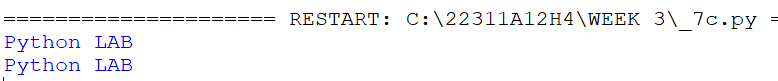 ===================== RESTART: C:\22311A12H4\WEEK 3\_7c.py =
Python LAB
Python LAB